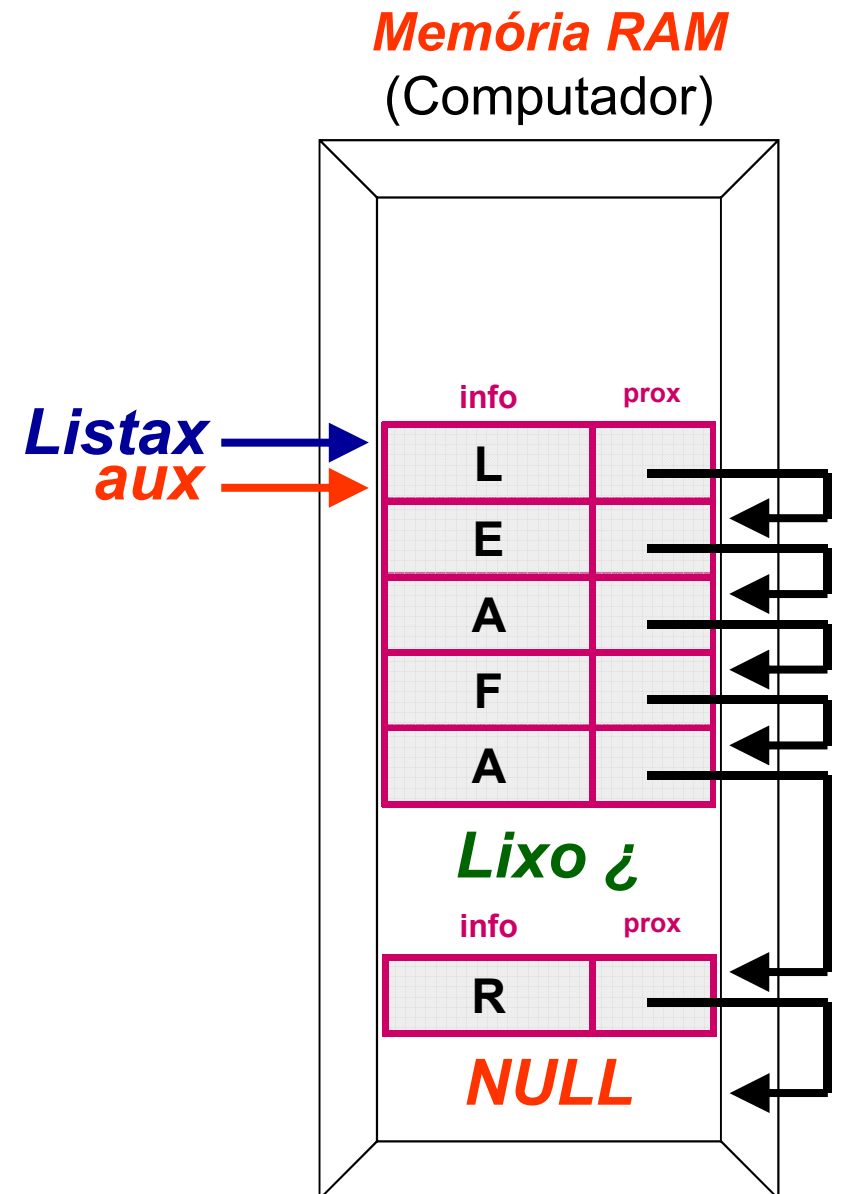 Memória RAM
(Computador)
info prox
Listax
aux
L
E
A
F
A
Lixo ¿
info prox
R
NULL